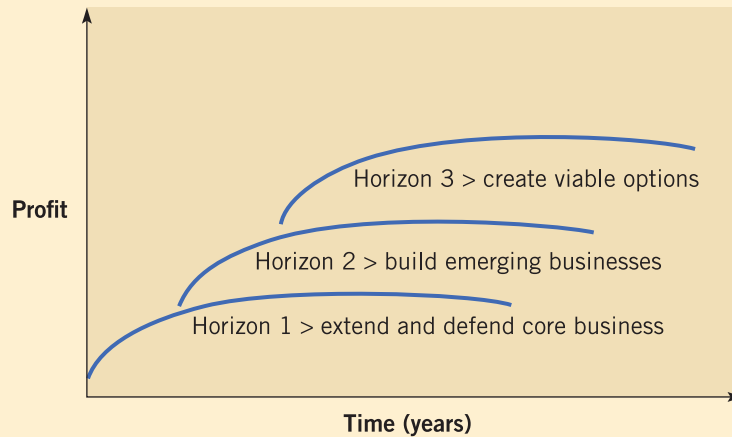 Profit
Horizon 3 > create viable options
Horizon 2 > build emerging businesses
Horizon 1 > extend and defend core business
Time (years)